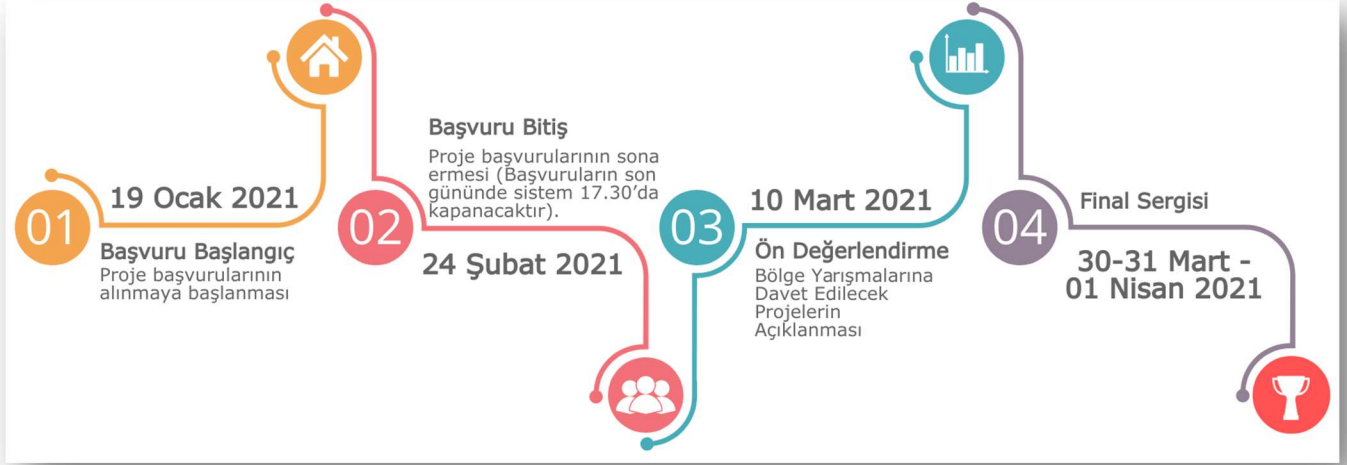 01
19 Ocak 2021
Başvuru Başlangıç
Proje başvurularının
alınmaya başlanması
02
Başvuru Bitiş
Proje başvurularının sona
ermesi (Başvuruların son
gününde sistem 17.30’da
kapanacaktır).
24 Şubat 2021
03
10 Mart 2021
Ön Değerlendirme
Bölge Yarışmalarına
Davet Edilecek
Projelerin
Açıklanması
04
Final Sergisi
30-31 Mart -
01 Nisan 2021